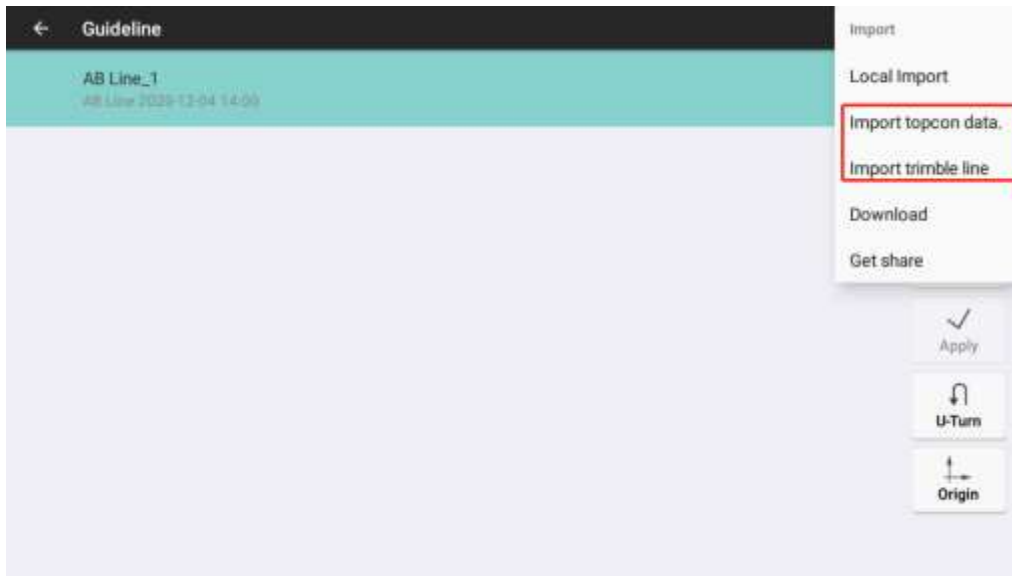 Guideline
AB Line_1
AB Line 2020-12-04 14:00
Import
Local Import
Import topcon data.
Import trimble line
Download
Get share
Apply
U-Turn
Origin